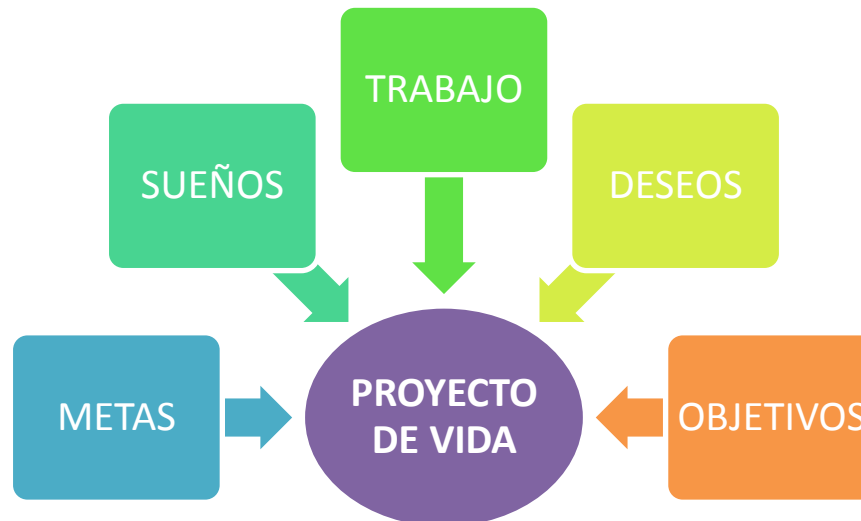 TRABAJO
SUEÑOS
DESEOS
METAS
PROYECTO
DE VIDA
OBJETIVOS